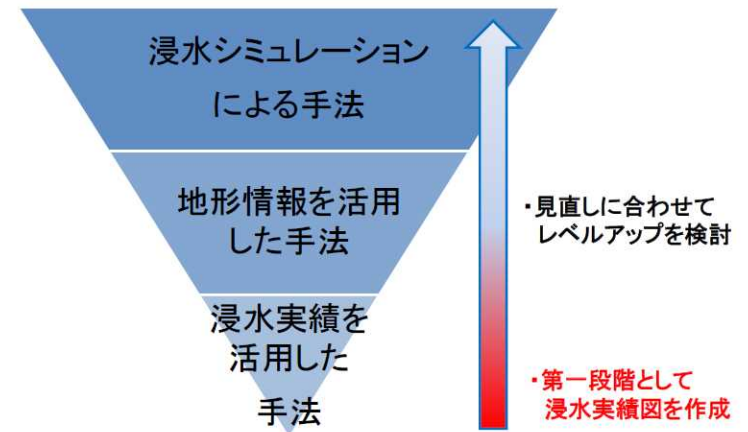 浸水シミュレーション
による手法
地形情報を活用
した手法
浸水実績を
活用した
手法
・見直しに合わせて
レベルアップを検討
・第一段階として
浸水実績図を作成